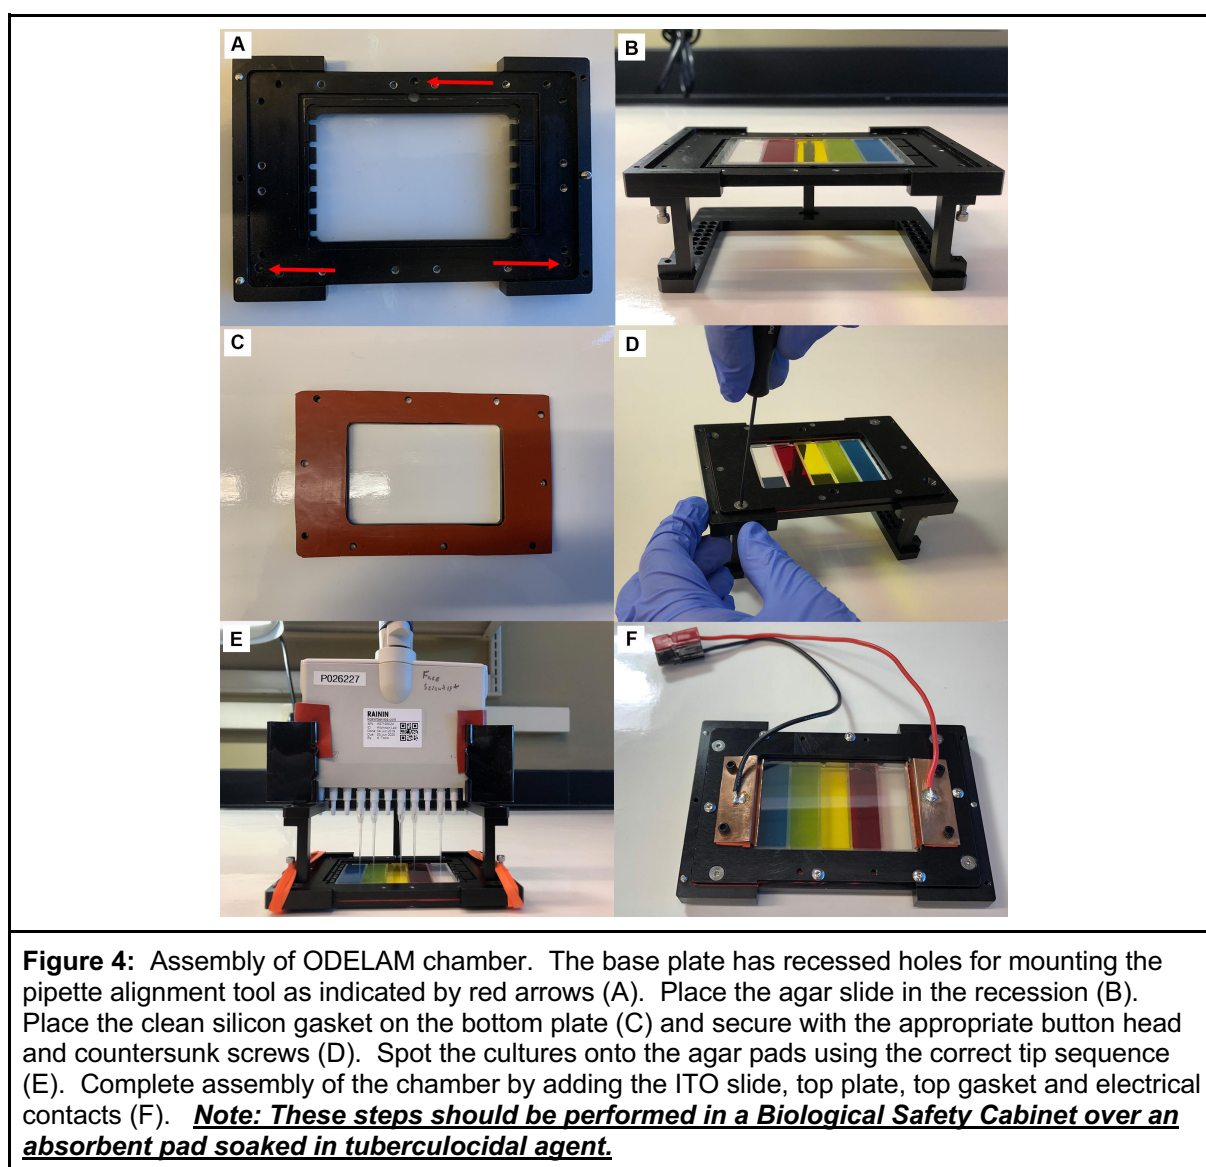 A
B
C
D
E
P026227
Free
Scientist
RAININ
F
Figure 4: Assembly of ODELAM chamber. The base plate has recessed holes for mounting the
pipette alignment tool as indicated by red arrows (A). Place the agar slide in the recession (B).
Place the clean silicon gasket on the bottom plate (C) and secure with the appropriate button head
and countersunk screws (D). Spot the cultures onto the agar pads using the correct tip sequence
(E). Complete assembly of the chamber by adding the ITO slide, top plate, top gasket and electrical
contacts (F). Note: These steps should be performed in a Biological Safety Cabinet over an
absorbent pad soaked in tuberculocidal agent.